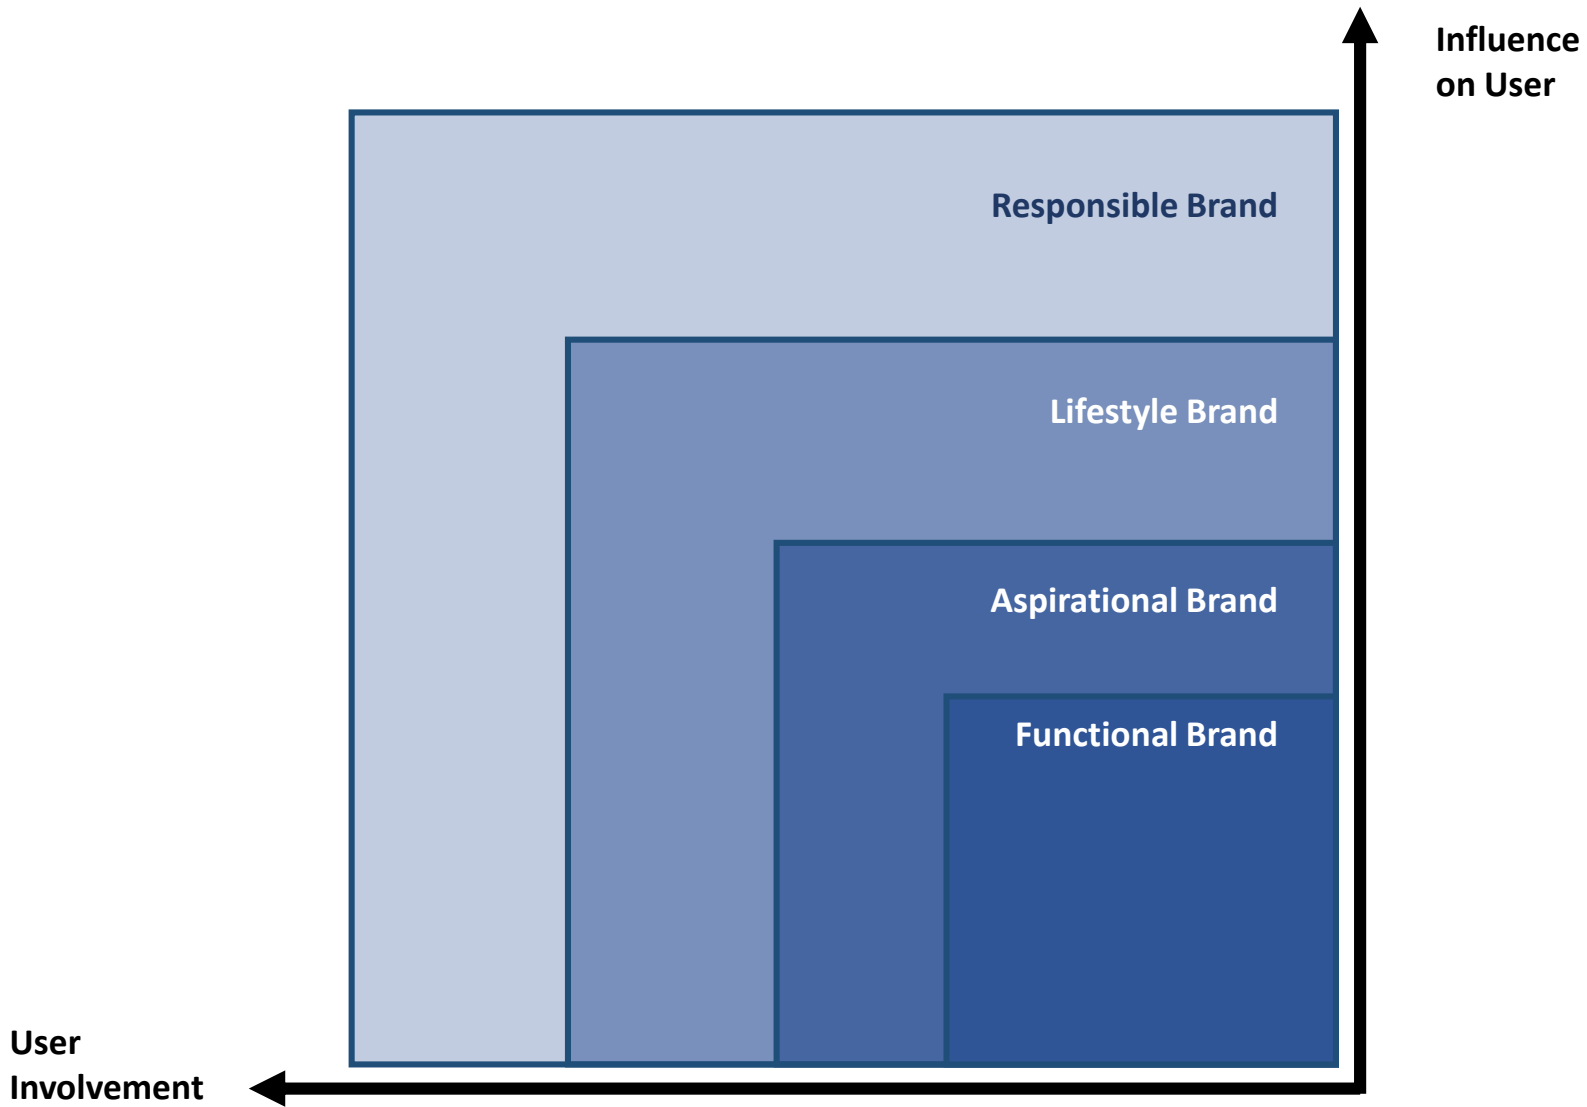 Influence
on User
Responsible Brand
Lifestyle Brand
Aspirational Brand
Functional Brand
User
Involvement